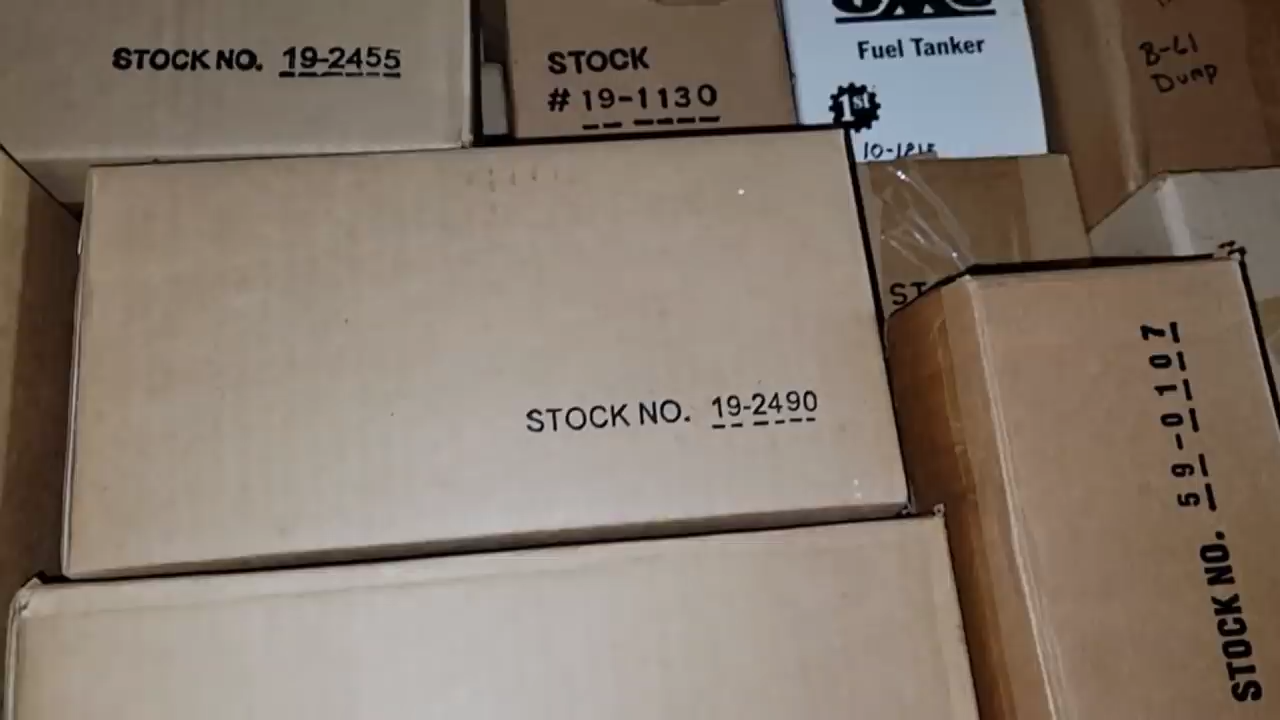 STOCK NO. 19-2455
STOCK
# 19-1130
Fuel Tanker
1st
B-61
Dump
STOCK NO. 19-2490
STOCK NO. 59-0107